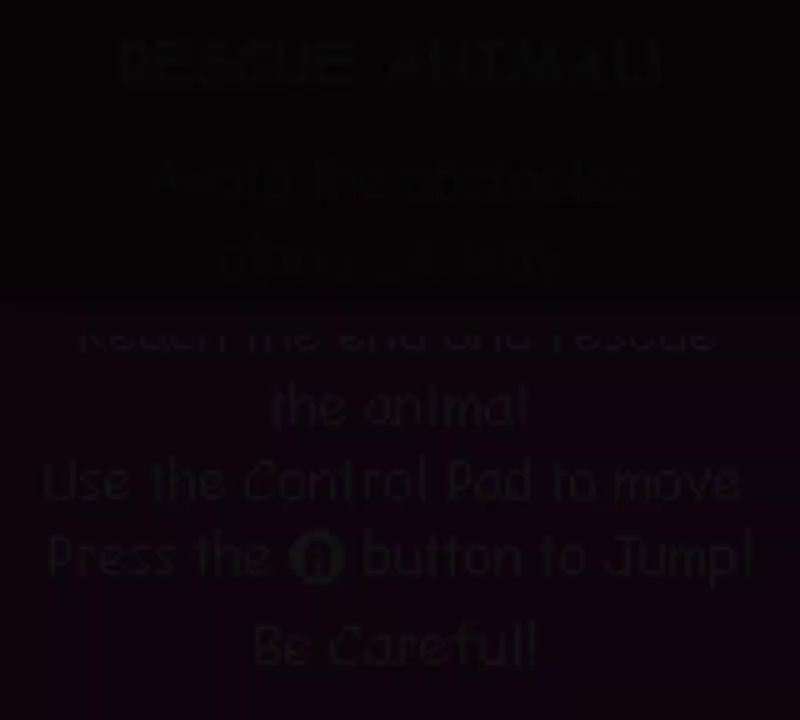 RESCUE ANIMAL!
Avoid the obstacles
along the way
Reach the end and rescue
the animal
Use the Control Pad to move
Press the A button to Jump!
Be Careful!